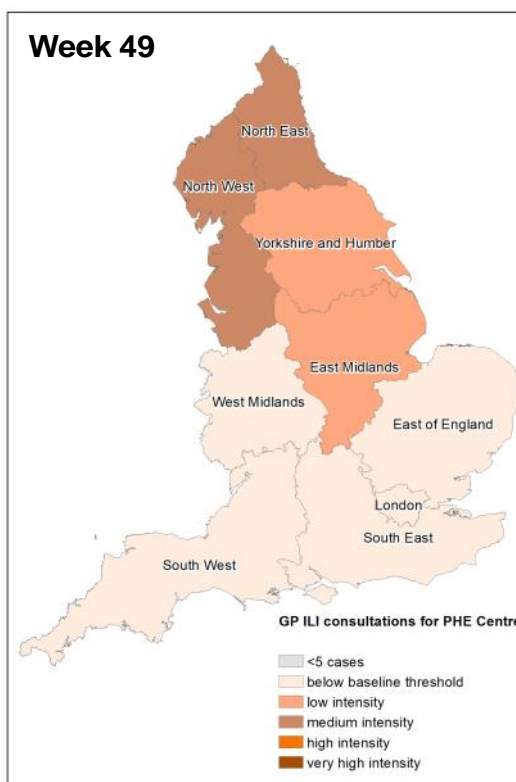 Week 49
North East
North West
Yorkshire and Humber
East Midlands
West Midlands
East of England
London
South East
South West
GP ILI consultations for PHE Centre
<5 cases
below baseline threshold
low intensity
medium intensity
high intensity
very high intensity